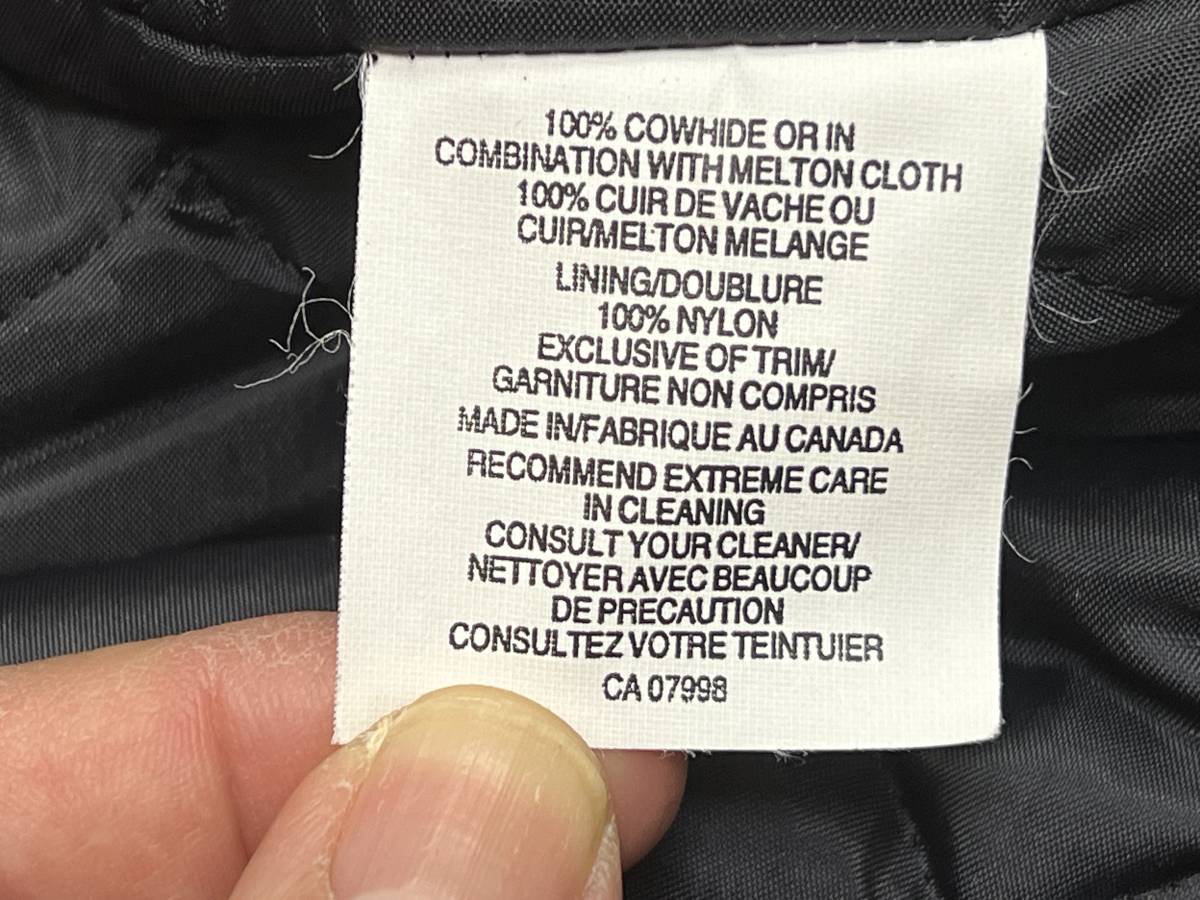 100% COWHIDE OR IN
COMBINATION WITH MELTON CLOTH
100% CUIR DE VACHE OU
CUIR/MELTON MELANGE
LINING/DOUBLURE
100% NYLON
EXCLUSIVE OF TRIM/
GARNITURE NON COMPRIS
MADE IN/FABRIQUE AU CANADA
RECOMMEND EXTREME CARE
IN CLEANING
CONSULT YOUR CLEANER/
NETTOYER AVEC BEAUCOUP
DE PRECAUTION
CONSULTEZ VOTRE TEINTUIER
CA 07998